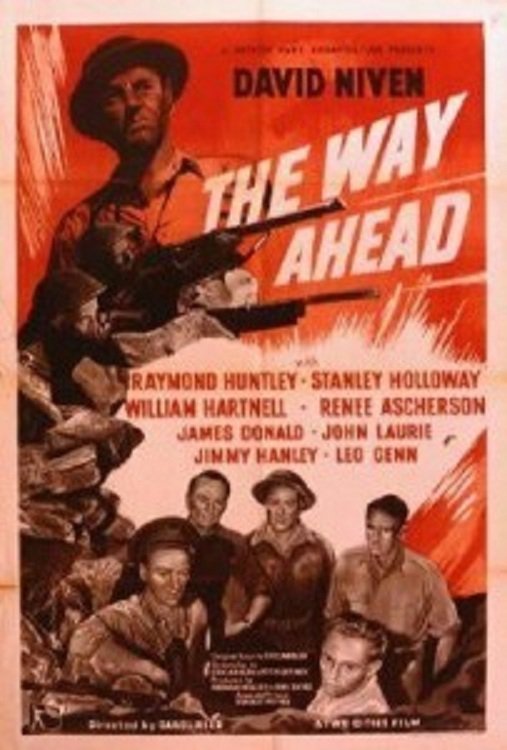 DAVID NIVEN
THE WAY
AHEAD
with
RAYMOND HUNTLEY · STANLEY HOLLOWAY
WILLIAM HARTNELL · RENEE ASCHERSON
JAMES DONALD · JOHN LAURIE
JIMMY HANLEY · LEO GENN
Directed by CAROL REED
A TWO CITIES FILM